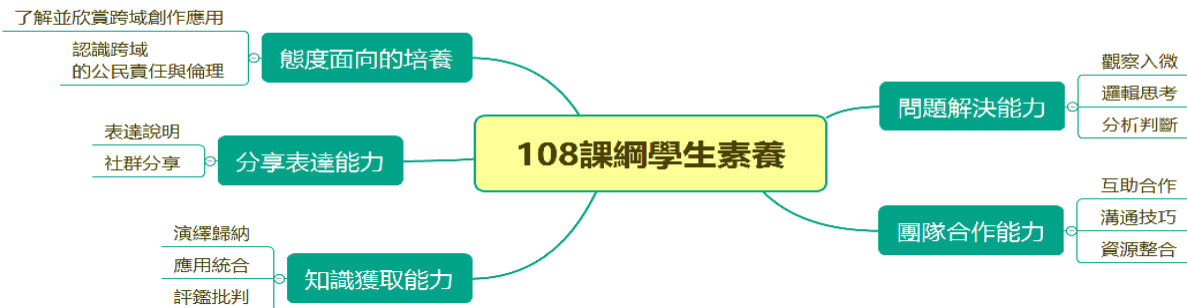 108課綱學生素養
態度面向的培養
了解並欣賞跨域創作應用
認識跨域
的公民責任與倫理
分享表達能力
表達說明
社群分享
知識獲取能力
演繹歸納
應用統合
評鑑批判
問題解決能力
觀察入微
邏輯思考
分析判斷
團隊合作能力
互助合作
溝通技巧
資源整合